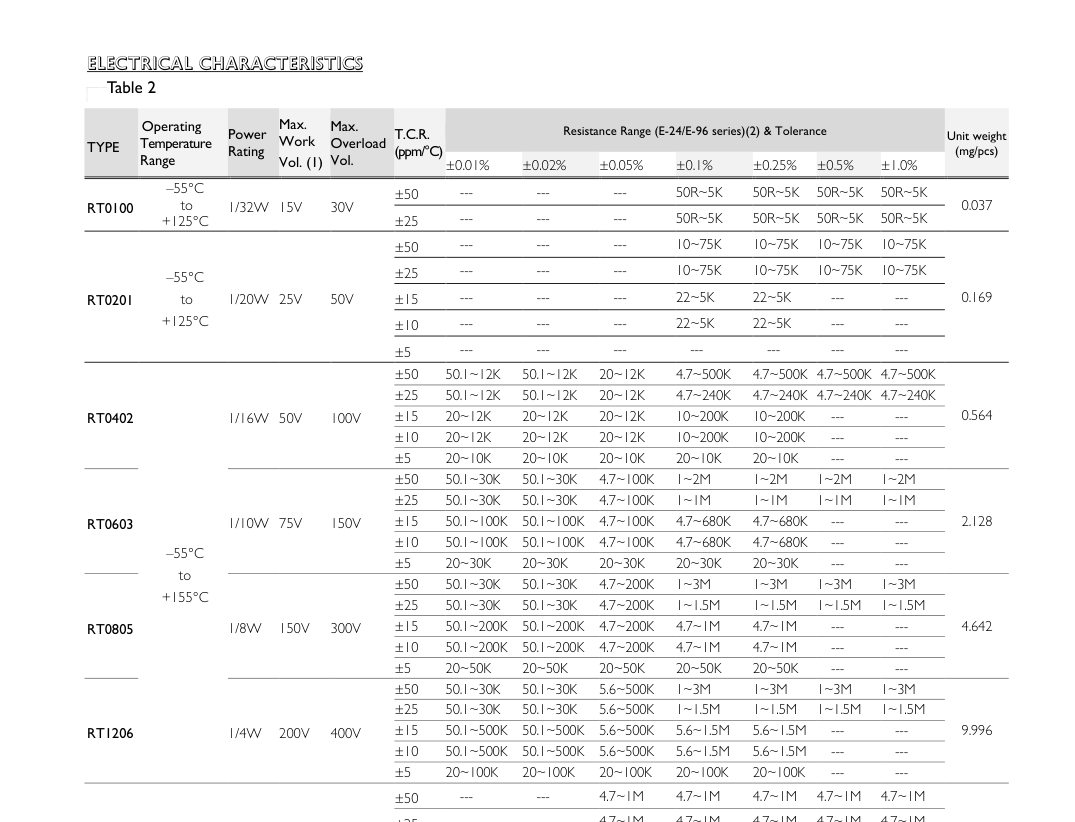 ELECTRICAL CHARACTERISTICS
Table 2
TYPE Operating Temperature Range Power Rating Max. Work Vol. (1) Max. Overload Vol. T.C.R. (ppm/°C) Resistance Range (E-24/E-96 series)(2) & Tolerance Unit weight (mg/pcs)
±0.01% ±0.02% ±0.05% ±0.1% ±0.25% ±0.5% ±1.0%
RT0100 –55°C to +125°C 1/32W 15V 30V ±50 --- --- --- 50R~5K 50R~5K 50R~5K 50R~5K 0.037
±25 --- --- --- 50R~5K 50R~5K 50R~5K 50R~5K
RT0201 –55°C to +125°C 1/20W 25V 50V ±50 --- --- --- 10~75K 10~75K 10~75K 10~75K 0.169
±25 --- --- --- 10~75K 10~75K 10~75K 10~75K
±15 --- --- --- 22~5K 22~5K --- ---
±10 --- --- --- 22~5K 22~5K --- ---
±5 --- --- --- --- --- --- ---
RT0402 1/16W 50V 100V ±50 50.1~12K 50.1~12K 20~12K 4.7~500K 4.7~500K 4.7~500K 4.7~500K 0.564
±25 50.1~12K 50.1~12K 20~12K 4.7~240K 4.7~240K 4.7~240K 4.7~240K
±15 20~12K 20~12K 20~12K 10~200K 10~200K --- ---
±10 20~12K 20~12K 20~12K 10~200K 10~200K --- ---
±5 20~10K 20~10K 20~10K 20~10K 20~10K --- ---
RT0603 –55°C to +155°C 1/10W 75V 150V ±50 50.1~30K 50.1~30K 4.7~100K 1~2M 1~2M 1~2M 1~2M 2.128
±25 50.1~30K 50.1~30K 4.7~100K 1~1M 1~1M 1~1M 1~1M
±15 50.1~100K 50.1~100K 4.7~100K 4.7~680K 4.7~680K --- ---
±10 50.1~100K 50.1~100K 4.7~100K 4.7~680K 4.7~680K --- ---
±5 20~30K 20~30K 20~30K 20~30K 20~30K --- ---
RT0805 1/8W 150V 300V ±50 50.1~30K 50.1~30K 4.7~200K 1~3M 1~3M 1~3M 1~3M 4.642
±25 50.1~30K 50.1~30K 4.7~200K 1~1.5M 1~1.5M 1~1.5M 1~1.5M
±15 50.1~200K 50.1~200K 4.7~200K 4.7~1M 4.7~1M --- ---
±10 50.1~200K 50.1~200K 4.7~200K 4.7~1M 4.7~1M --- ---
±5 20~50K 20~50K 20~50K 20~50K 20~50K --- ---
RT1206 1/4W 200V 400V ±50 50.1~30K 50.1~30K 5.6~500K 1~3M 1~3M 1~3M 1~3M 9.996
±25 50.1~30K 50.1~30K 5.6~500K 1~1.5M 1~1.5M 1~1.5M 1~1.5M
±15 50.1~500K 50.1~500K 5.6~500K 5.6~1.5M 5.6~1.5M --- ---
±10 50.1~500K 50.1~500K 5.6~500K 5.6~1.5M 5.6~1.5M --- ---
±5 20~100K 20~100K 20~100K 20~100K 20~100K --- ---
±50 --- --- 4.7~1M 4.7~1M 4.7~1M 4.7~1M 4.7~1M